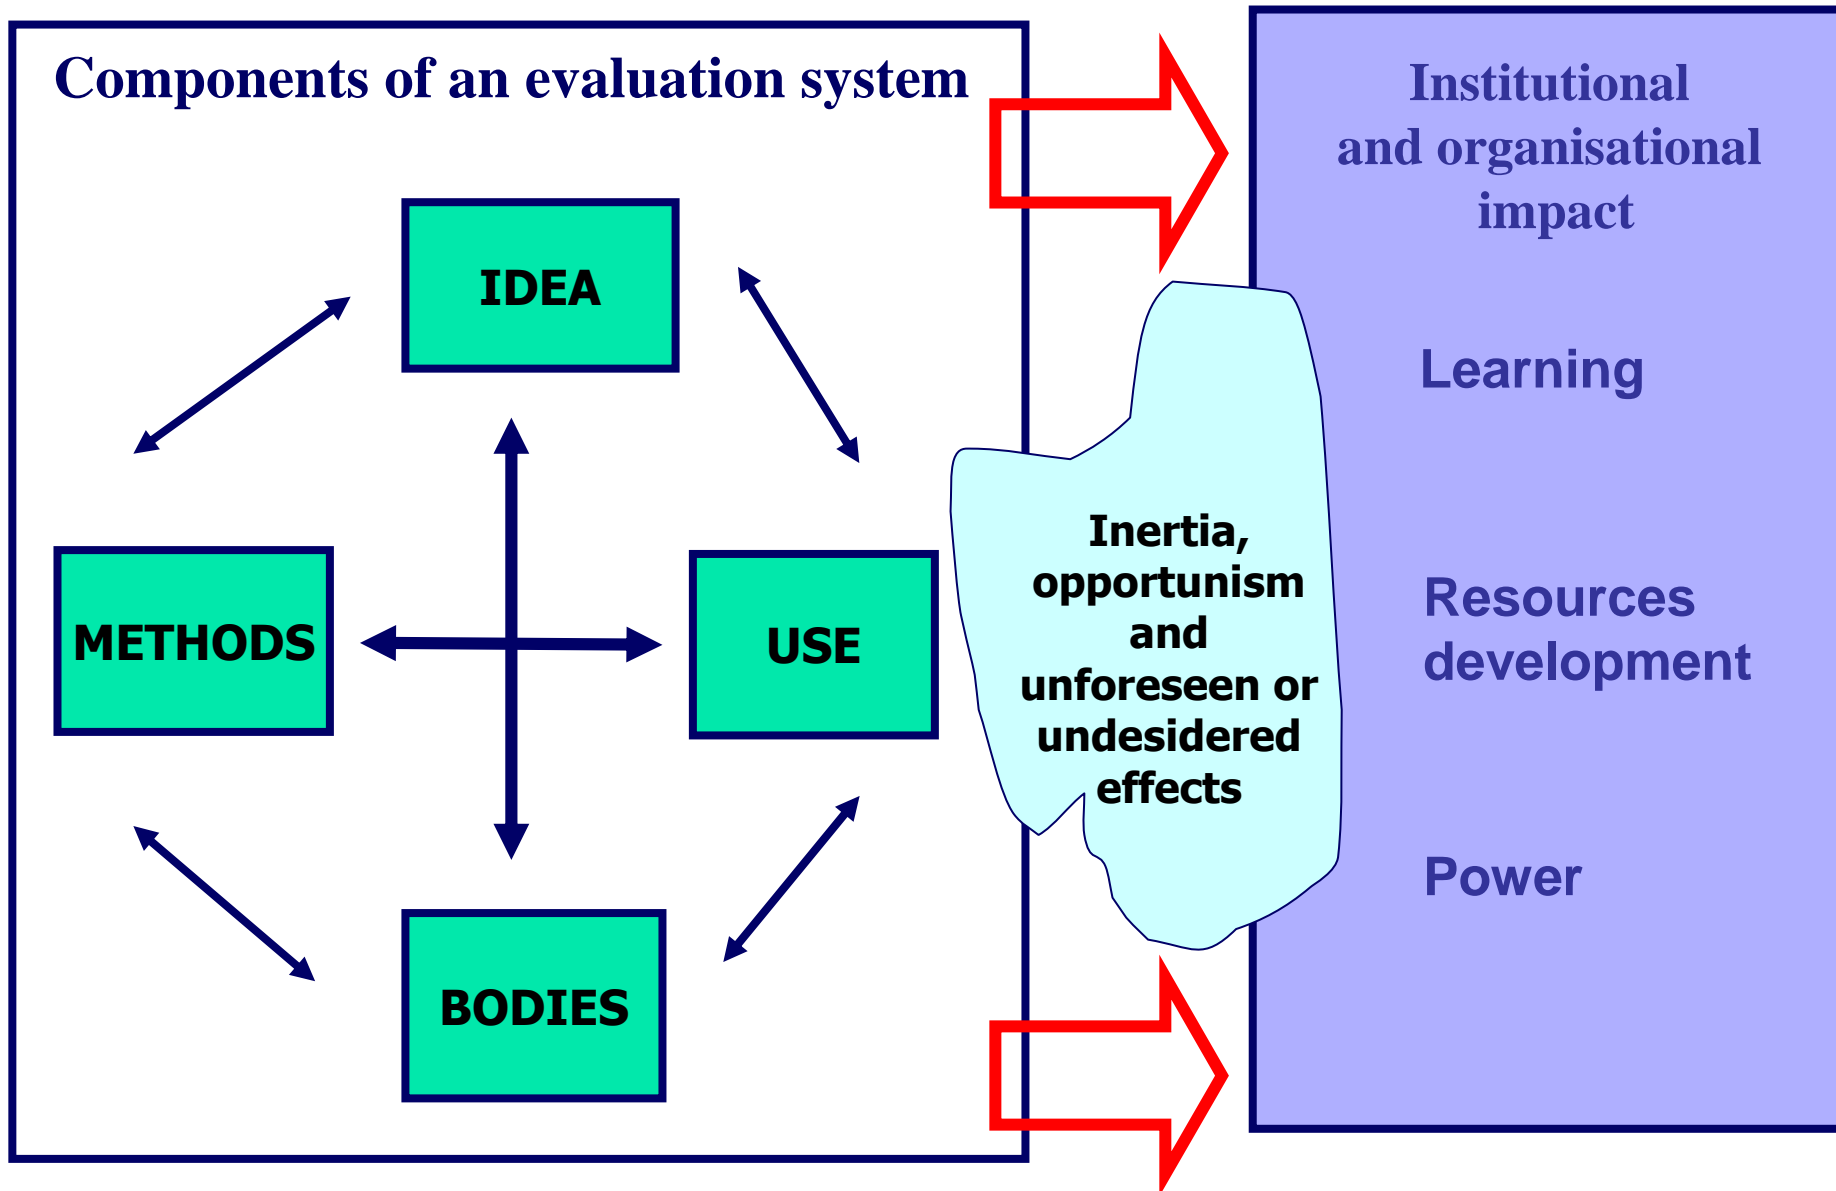 Components of an evaluation system
IDEA
METHODS
USE
BODIES
Inertia,
opportunism
and
unforeseen or
undesidered
effects
Institutional
and organisational
impact
Learning
Resources
development
Power